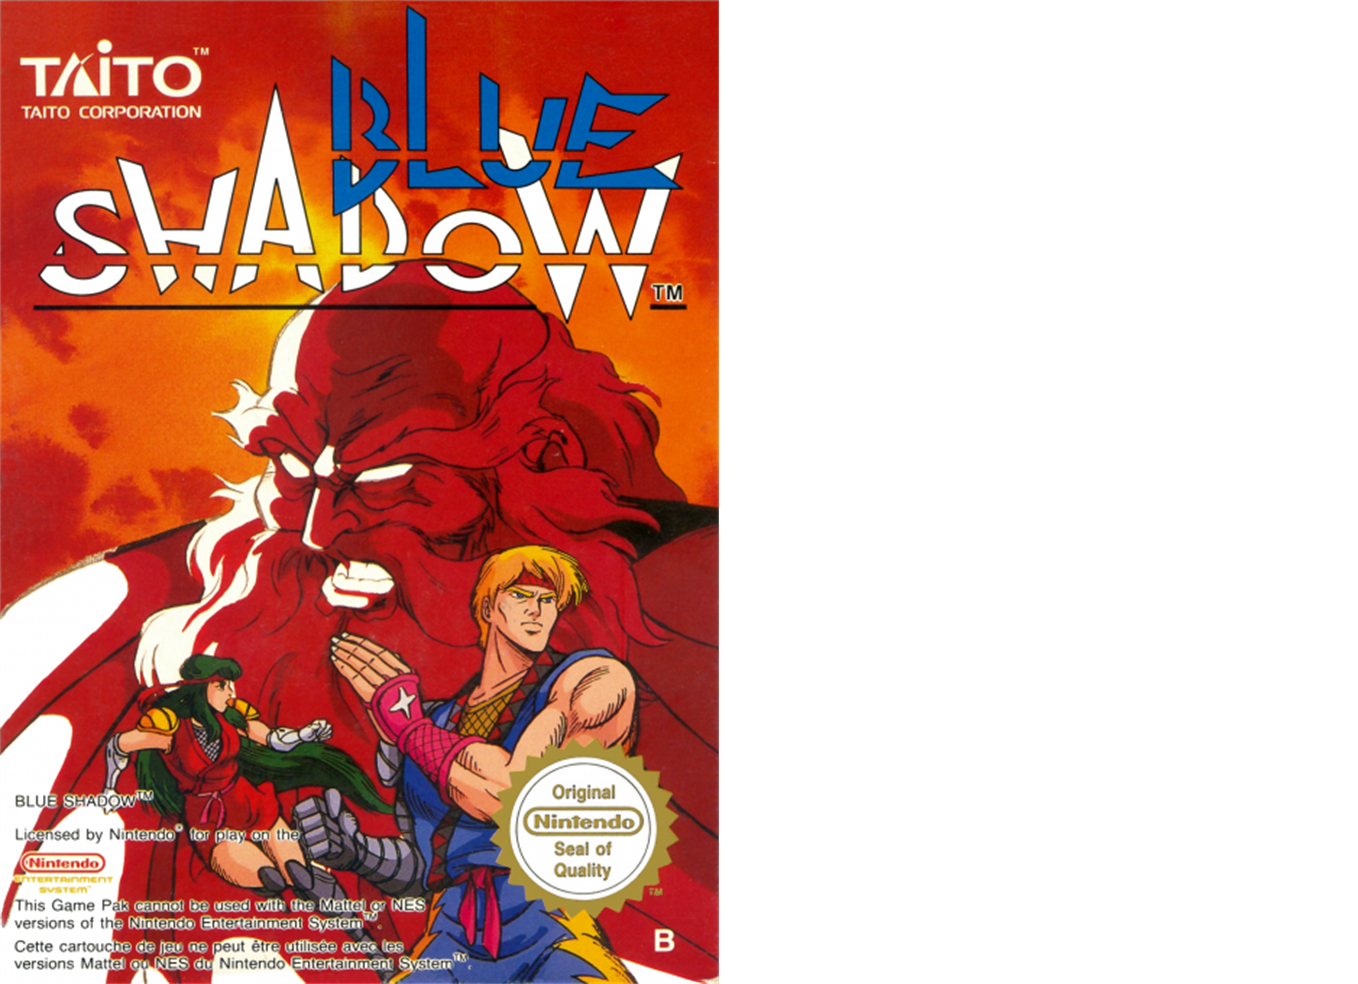 TAiTO™
TAITO CORPORATION
BLUE
SHADOW™
BLUE SHADOW™
Licensed by Nintendo® for play on the
Nintendo
ENTERTAINMENT
SYSTEM™
This Game Pak cannot be used with the Mattel or NES
versions of the Nintendo Entertainment System™.
Cette cartouche de jeu ne peut être utilisée avec les
versions Mattel ou NES du Nintendo Entertainment System™.
Original
Nintendo
Seal of
Quality
™
B